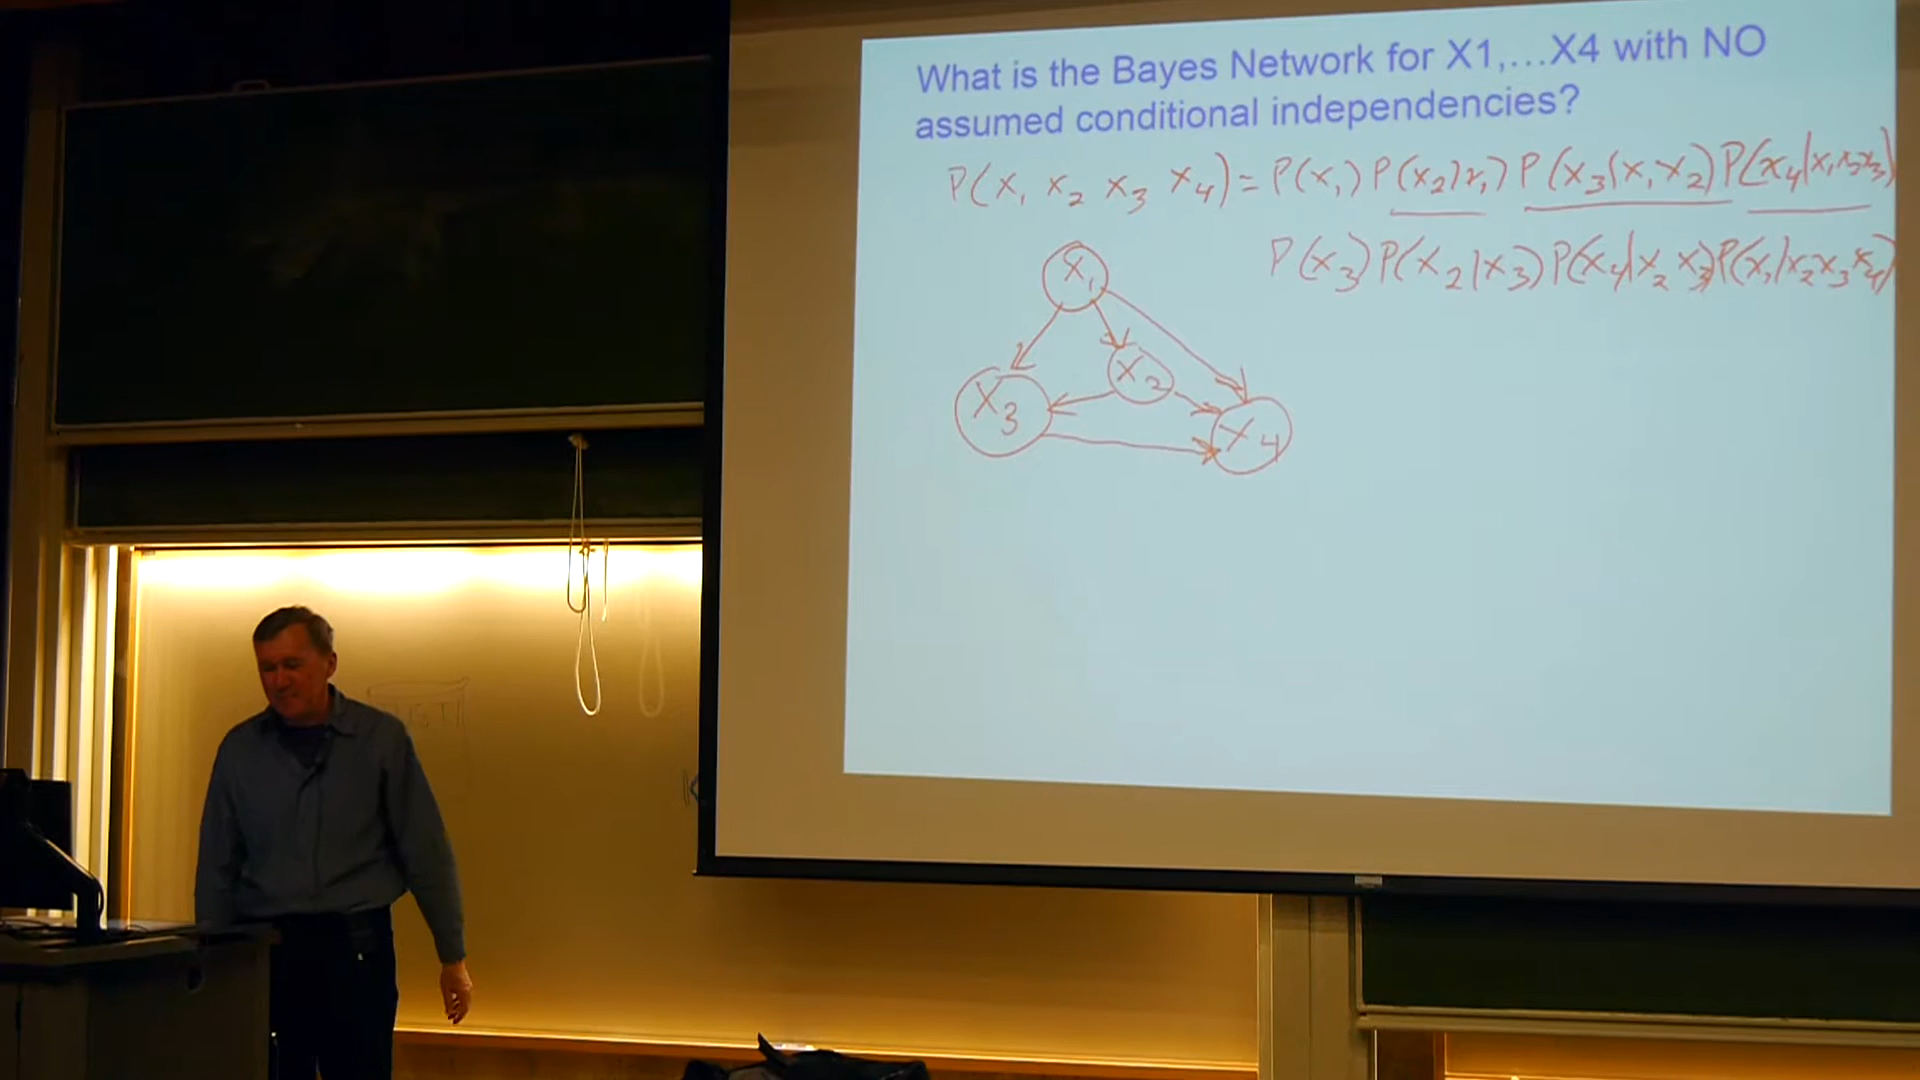 What is the Bayes Network for X1,…X4 with NO
assumed conditional independencies?
P(x₁ x₂ x₃ x₄) = P(x₁) P(x₂|x₁) P(x₃|x₁ x₂) P(x₄|x₁ x₂ x₃)
P(x₃) P(x₂|x₃) P(x₄|x₂ x₃) P(x₁|x₂ x₃ x₄)
X₁
X₂
X₃
X₄